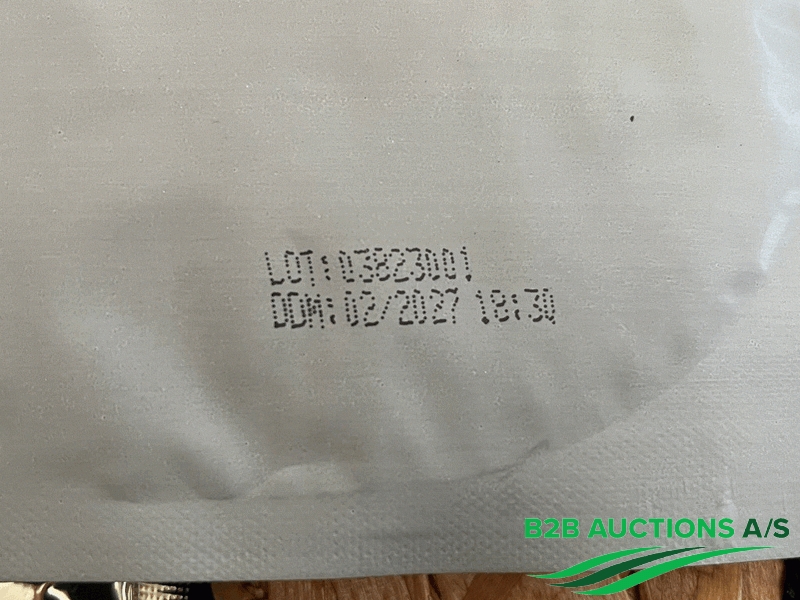 LOT:03823001
DDM:02/2027 18:30
B2B AUCTIONS A/S